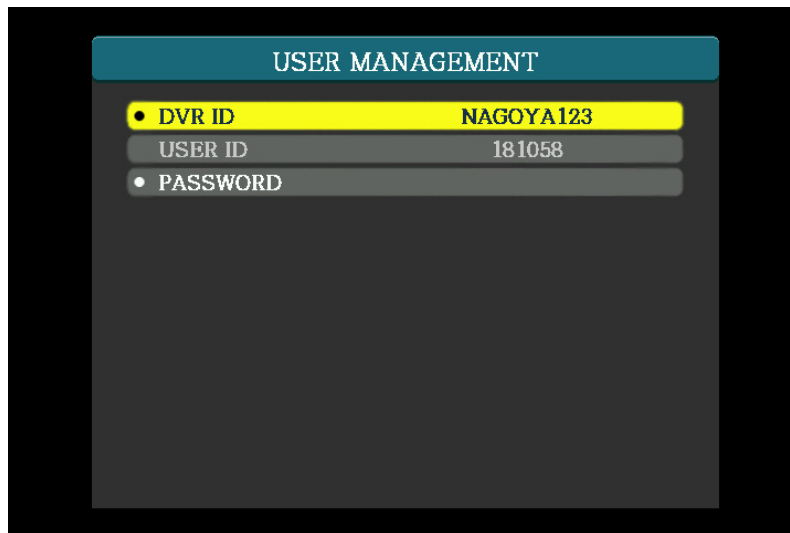 USER MANAGEMENT
DVR ID NAGOYA123
USER ID 181058
PASSWORD